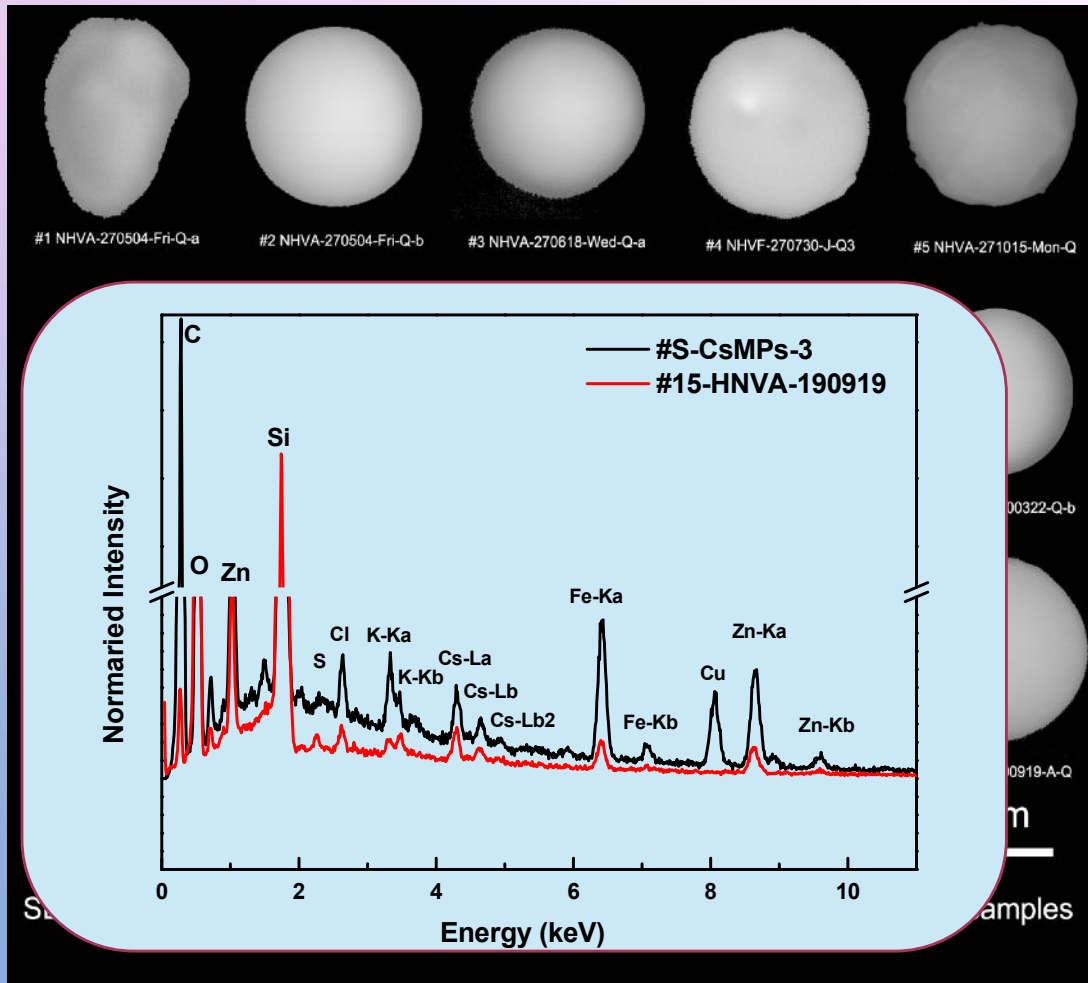 #1 NHVA-270504-Fri-Q-a
#2 NHVA-270504-Fri-Q-b
#3 NHVA-270618-Wed-Q-a
#4 NHVF-270730-J-Q3
#5 NHVA-271015-Mon-Q
C
#S-CsMPs-3
#15-HNVA-190919
Si
O
Zn
Fe-Ka
Cl
K-Ka
S
K-Kb
Cs-La
Cs-Lb
Cs-Lb2
Zn-Ka
Cu
Fe-Kb
Zn-Kb
Normaried Intensity
0
2
4
6
8
10
Energy (keV)
00322-Q-b
0919-A-Q
m
amples